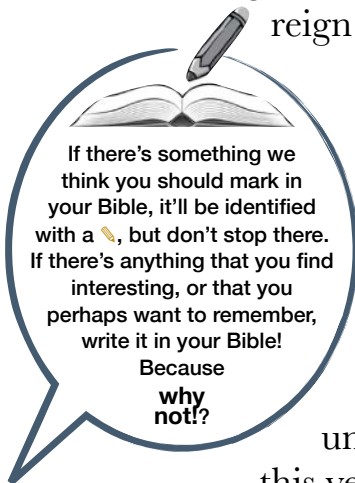 reign
If there's something we
think you should mark in
your Bible, it'll be identified
with a ✏️, but don't stop there.
If there's anything that you find
interesting, or that you
perhaps want to remember,
write it in your Bible!
Because
why
not!?
un
this ve